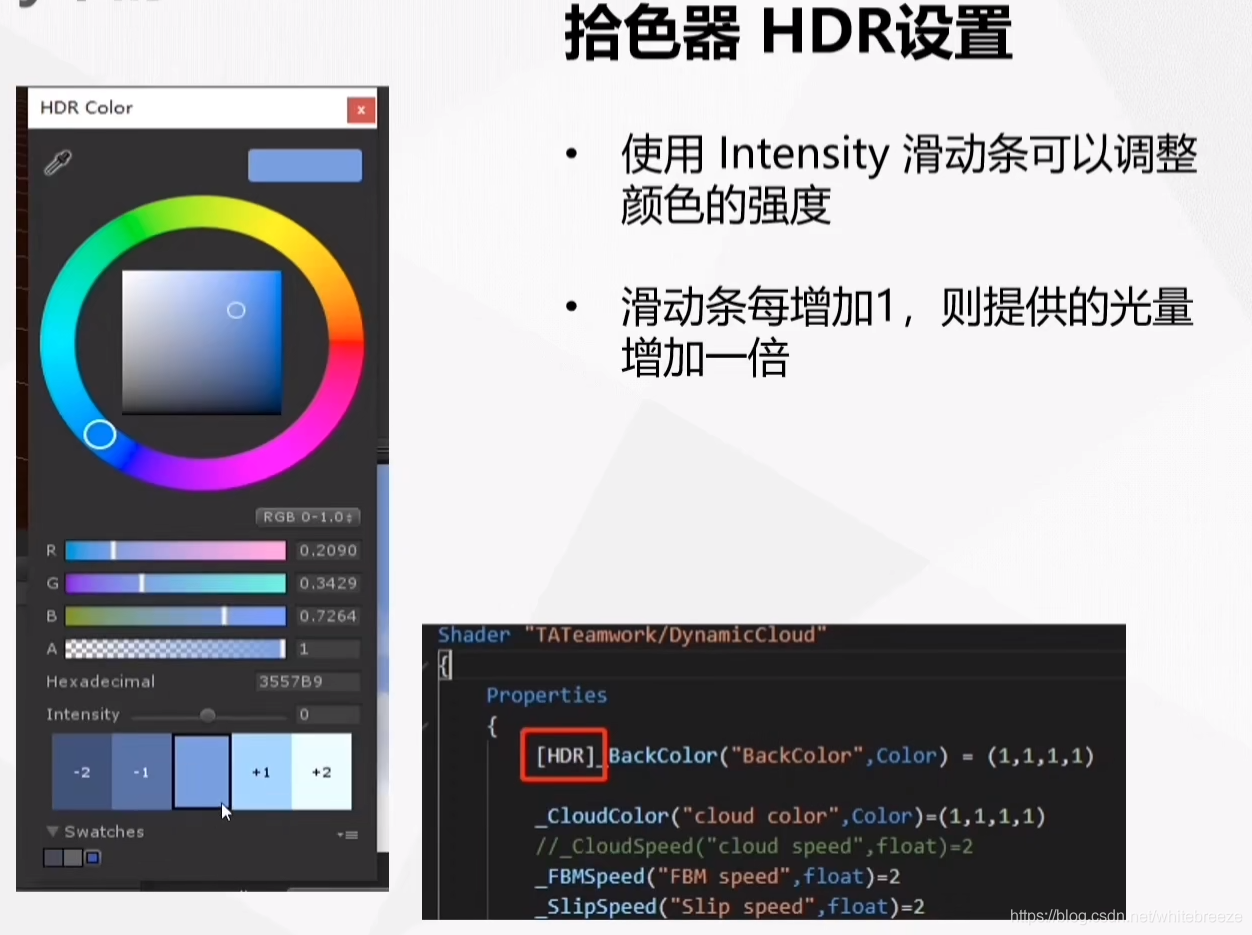 拾色器 HDR设置
• 使用 Intensity 滑动条可以调整
颜色的强度
• 滑动条每增加1，则提供的光量
增加一倍
HDR Color
x
RGB 0-1.0
R 0.2090
G 0.3429
B 0.7264
A 1
Hexadecimal 3557B9
Intensity 0
-2 -1 +1 +2
Swatches
Shader "TATeamwork/DynamicCloud"
{
Properties
{
[HDR]_BackColor("BackColor",Color) = (1,1,1,1)
_CloudColor("cloud color",Color)=(1,1,1,1)
//_CloudSpeed("cloud speed",float)=2
_FBMSpeed("FBM speed",float)=2
_SlipSpeed("Slip speed",float)=2
https://blog.csdn.net/whitebreeze